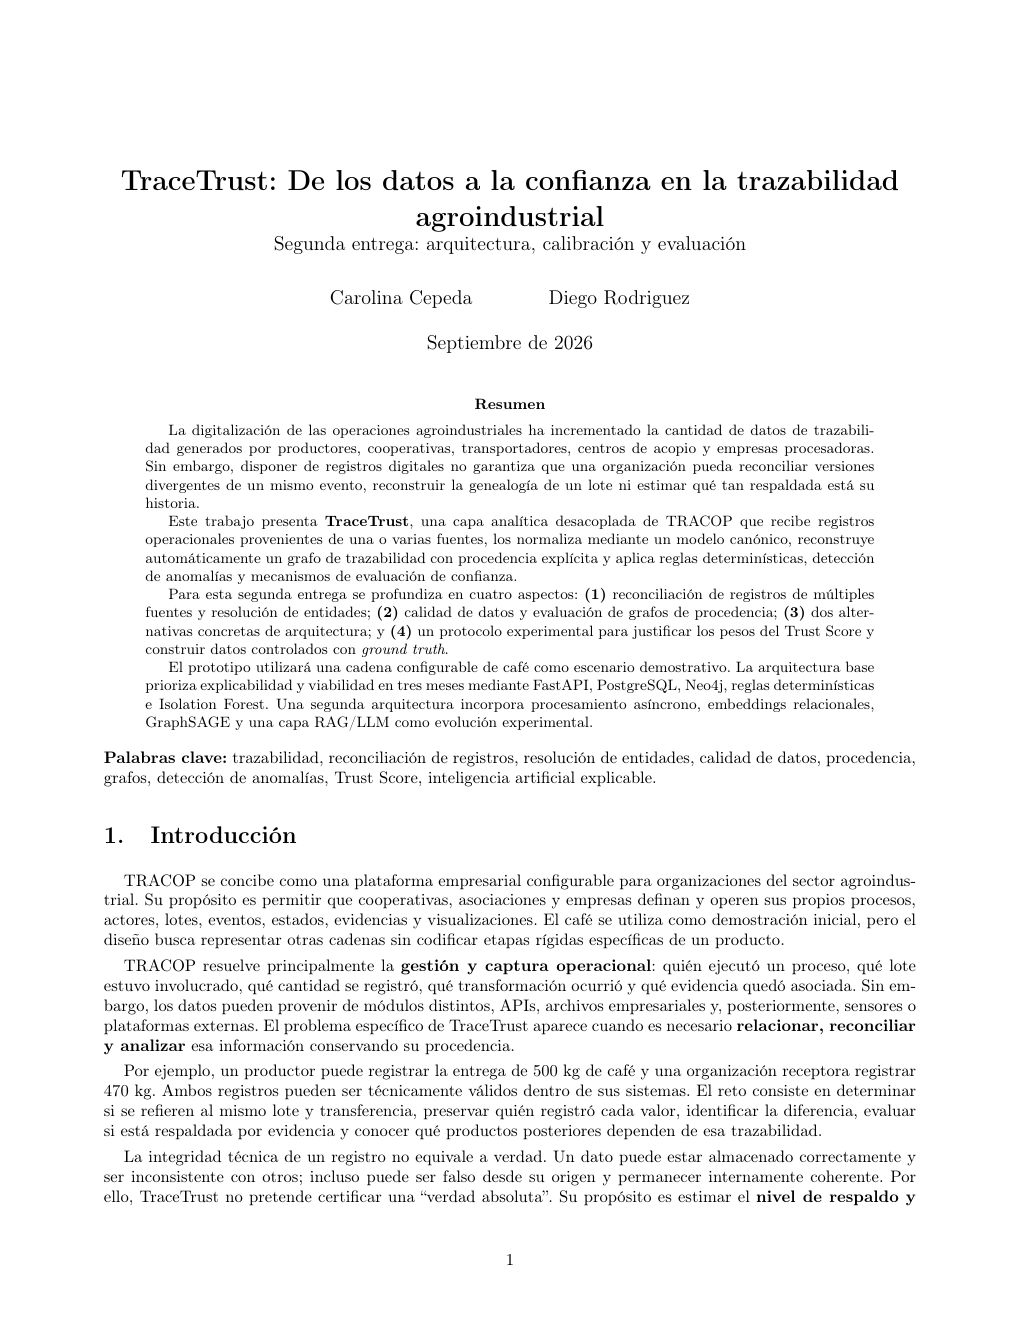 TraceTrust: De los datos a la confianza en la trazabilidad
agroindustrial
Segunda entrega: arquitectura, calibración y evaluación
Carolina Cepeda Diego Rodriguez
Septiembre de 2026
Resumen
La digitalización de las operaciones agroindustriales ha incrementado la cantidad de datos de trazabili-
dad generados por productores, cooperativas, transportadores, centros de acopio y empresas procesadoras.
Sin embargo, disponer de registros digitales no garantiza que una organización pueda reconciliar versiones
divergentes de un mismo evento, reconstruir la genealogía de un lote ni estimar qué tan respaldada está su
historia.
Este trabajo presenta TraceTrust, una capa analítica desacoplada de TRACOP que recibe registros
operacionales provenientes de una o varias fuentes, los normaliza mediante un modelo canónico, reconstruye
automáticamente un grafo de trazabilidad con procedencia explícita y aplica reglas determinísticas, detección
de anomalías y mecanismos de evaluación de confianza.
Para esta segunda entrega se profundiza en cuatro aspectos: (1) reconciliación de registros de múltiples
fuentes y resolución de entidades; (2) calidad de datos y evaluación de grafos de procedencia; (3) dos alter-
nativas concretas de arquitectura; y (4) un protocolo experimental para justificar los pesos del Trust Score y
construir datos controlados con ground truth.
El prototipo utilizará una cadena configurable de café como escenario demostrativo. La arquitectura base
prioriza explicabilidad y viabilidad en tres meses mediante FastAPI, PostgreSQL, Neo4j, reglas determinísticas
e Isolation Forest. Una segunda arquitectura incorpora procesamiento asíncrono, embeddings relacionales,
GraphSAGE y una capa RAG/LLM como evolución experimental.
Palabras clave: trazabilidad, reconciliación de registros, resolución de entidades, calidad de datos, procedencia,
grafos, detección de anomalías, Trust Score, inteligencia artificial explicable.
1. Introducción
TRACOP se concibe como una plataforma empresarial configurable para organizaciones del sector agroindus-
trial. Su propósito es permitir que cooperativas, asociaciones y empresas definan y operen sus propios procesos,
actores, lotes, eventos, estados, evidencias y visualizaciones. El café se utiliza como demostración inicial, pero el
diseño busca representar otras cadenas sin codificar etapas rígidas específicas de un producto.
TRACOP resuelve principalmente la gestión y captura operacional: quién ejecutó un proceso, qué lote
estuvo involucrado, qué cantidad se registró, qué transformación ocurrió y qué evidencia quedó asociada. Sin em-
bargo, los datos pueden provenir de módulos distintos, APIs, archivos empresariales y, posteriormente, sensores o
plataformas externas. El problema específico de TraceTrust aparece cuando es necesario relacionar, reconciliar
y analizar esa información conservando su procedencia.
Por ejemplo, un productor puede registrar la entrega de 500 kg de café y una organización receptora registrar
470 kg. Ambos registros pueden ser técnicamente válidos dentro de sus sistemas. El reto consiste en determinar
si se refieren al mismo lote y transferencia, preservar quién registró cada valor, identificar la diferencia, evaluar
si está respaldada por evidencia y conocer qué productos posteriores dependen de esa trazabilidad.
La integridad técnica de un registro no equivale a verdad. Un dato puede estar almacenado correctamente y
ser inconsistente con otros; incluso puede ser falso desde su origen y permanecer internamente coherente. Por
ello, TraceTrust no pretende certificar una “verdad absoluta”. Su propósito es estimar el nivel de respaldo y
1